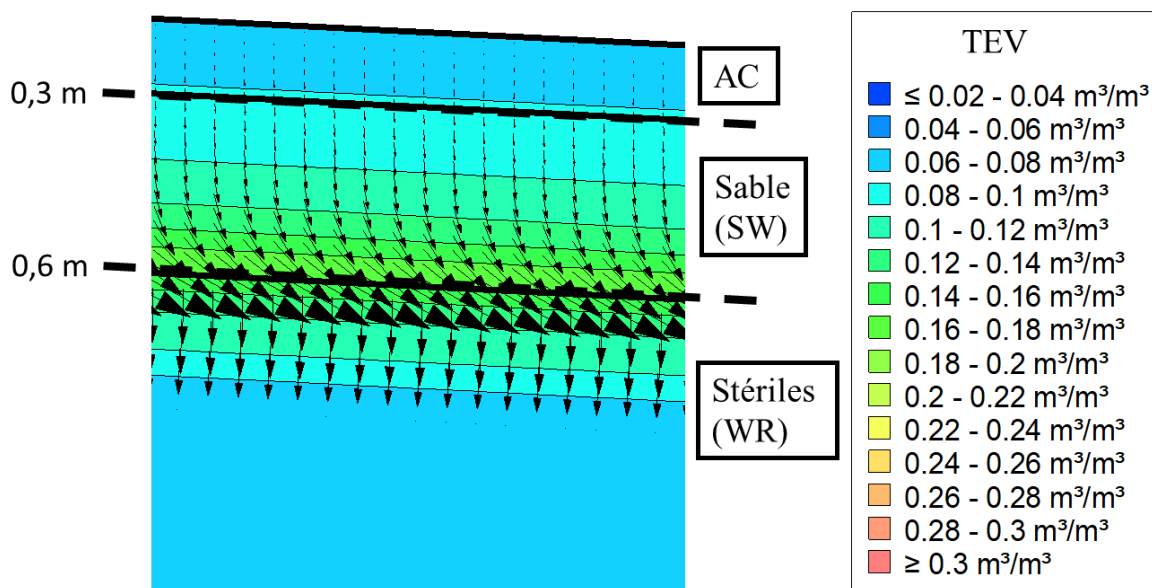 AC
0,3 m
Sable
(SW)
0,6 m
Stériles
(WR)
TEV
≤ 0.02 - 0.04 m³/m³
0.04 - 0.06 m³/m³
0.06 - 0.08 m³/m³
0.08 - 0.1 m³/m³
0.1 - 0.12 m³/m³
0.12 - 0.14 m³/m³
0.14 - 0.16 m³/m³
0.16 - 0.18 m³/m³
0.18 - 0.2 m³/m³
0.2 - 0.22 m³/m³
0.22 - 0.24 m³/m³
0.24 - 0.26 m³/m³
0.26 - 0.28 m³/m³
0.28 - 0.3 m³/m³
≥ 0.3 m³/m³